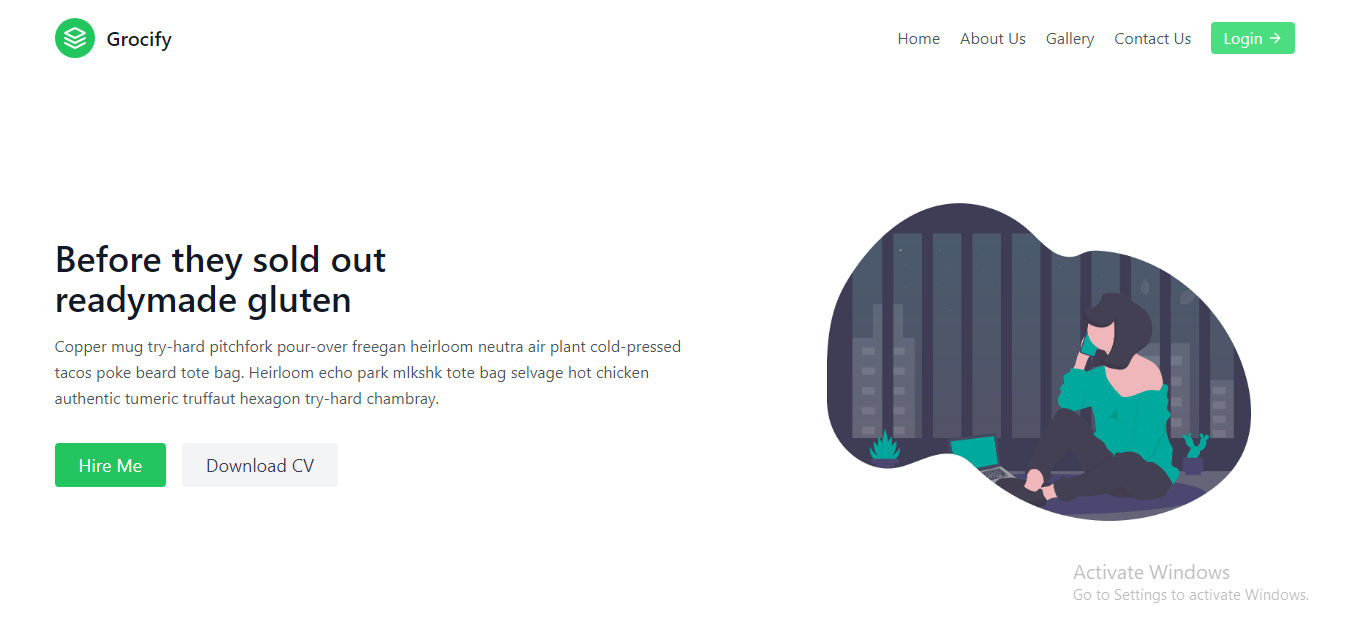 Grocify
Home About Us Gallery Contact Us Login →
Before they sold out
readymade gluten
Copper mug try-hard pitchfork pour-over freegan heirloom neutra air plant cold-pressed
tacos poke beard tote bag. Heirloom echo park mlkshk tote bag selvage hot chicken
authentic tumeric truffaut hexagon try-hard chambray.
Hire Me Download CV
Activate Windows
Go to Settings to activate Windows.